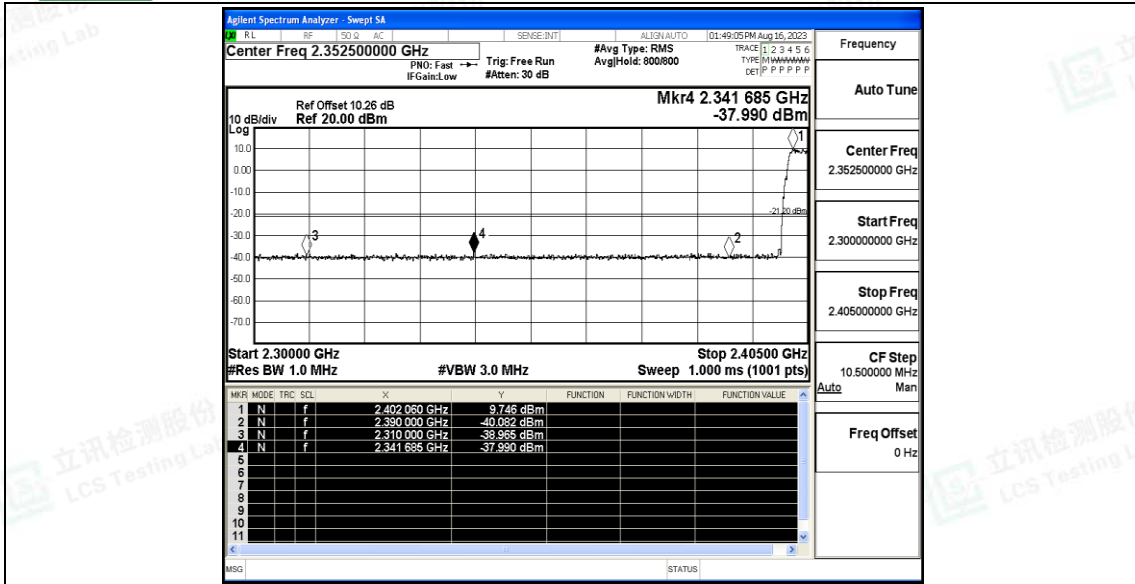 Agilent Spectrum Analyzer - Swept SA
LXI RL RF 50 Ω AC SENSE:INT ALIGNAUTO 01:49:05 PM Aug 16, 2023
Center Freq 2.352500000 GHz
PNO: Fast
IFGain:Low
Trig: Free Run
#Atten: 30 dB
#Avg Type: RMS
Avg|Hold: 800/800
TRACE 1 2 3 4 5 6
TYPE MWWWWW
DET P P P P P P
Ref Offset 10.26 dB
Ref 20.00 dBm
10 dB/div
Log
Mkr4 2.341 685 GHz
-37.990 dBm
10.0
0.00
-10.0
-20.0
-30.0
-40.0
-50.0
-60.0
-70.0
1
2
3
4
-21.20 dBm
Start 2.30000 GHz Stop 2.40500 GHz
#Res BW 1.0 MHz #VBW 3.0 MHz Sweep 1.000 ms (1001 pts)
MKR MODE TRC SCL X Y FUNCTION FUNCTION WIDTH FUNCTION VALUE
1 N f 2.402 060 GHz 9.746 dBm
2 N f 2.390 000 GHz -40.082 dBm
3 N f 2.310 000 GHz -38.965 dBm
4 N f 2.341 685 GHz -37.990 dBm
5
6
7
8
9
10
11
MSG STATUS
Frequency
Auto Tune
Center Freq
2.352500000 GHz
Start Freq
2.300000000 GHz
Stop Freq
2.405000000 GHz
CF Step
10.500000 MHz
Auto Man
Freq Offset
0 Hz
立讯检测股份
LCS Testing Lab
立讯检测股份
LCS Testing L